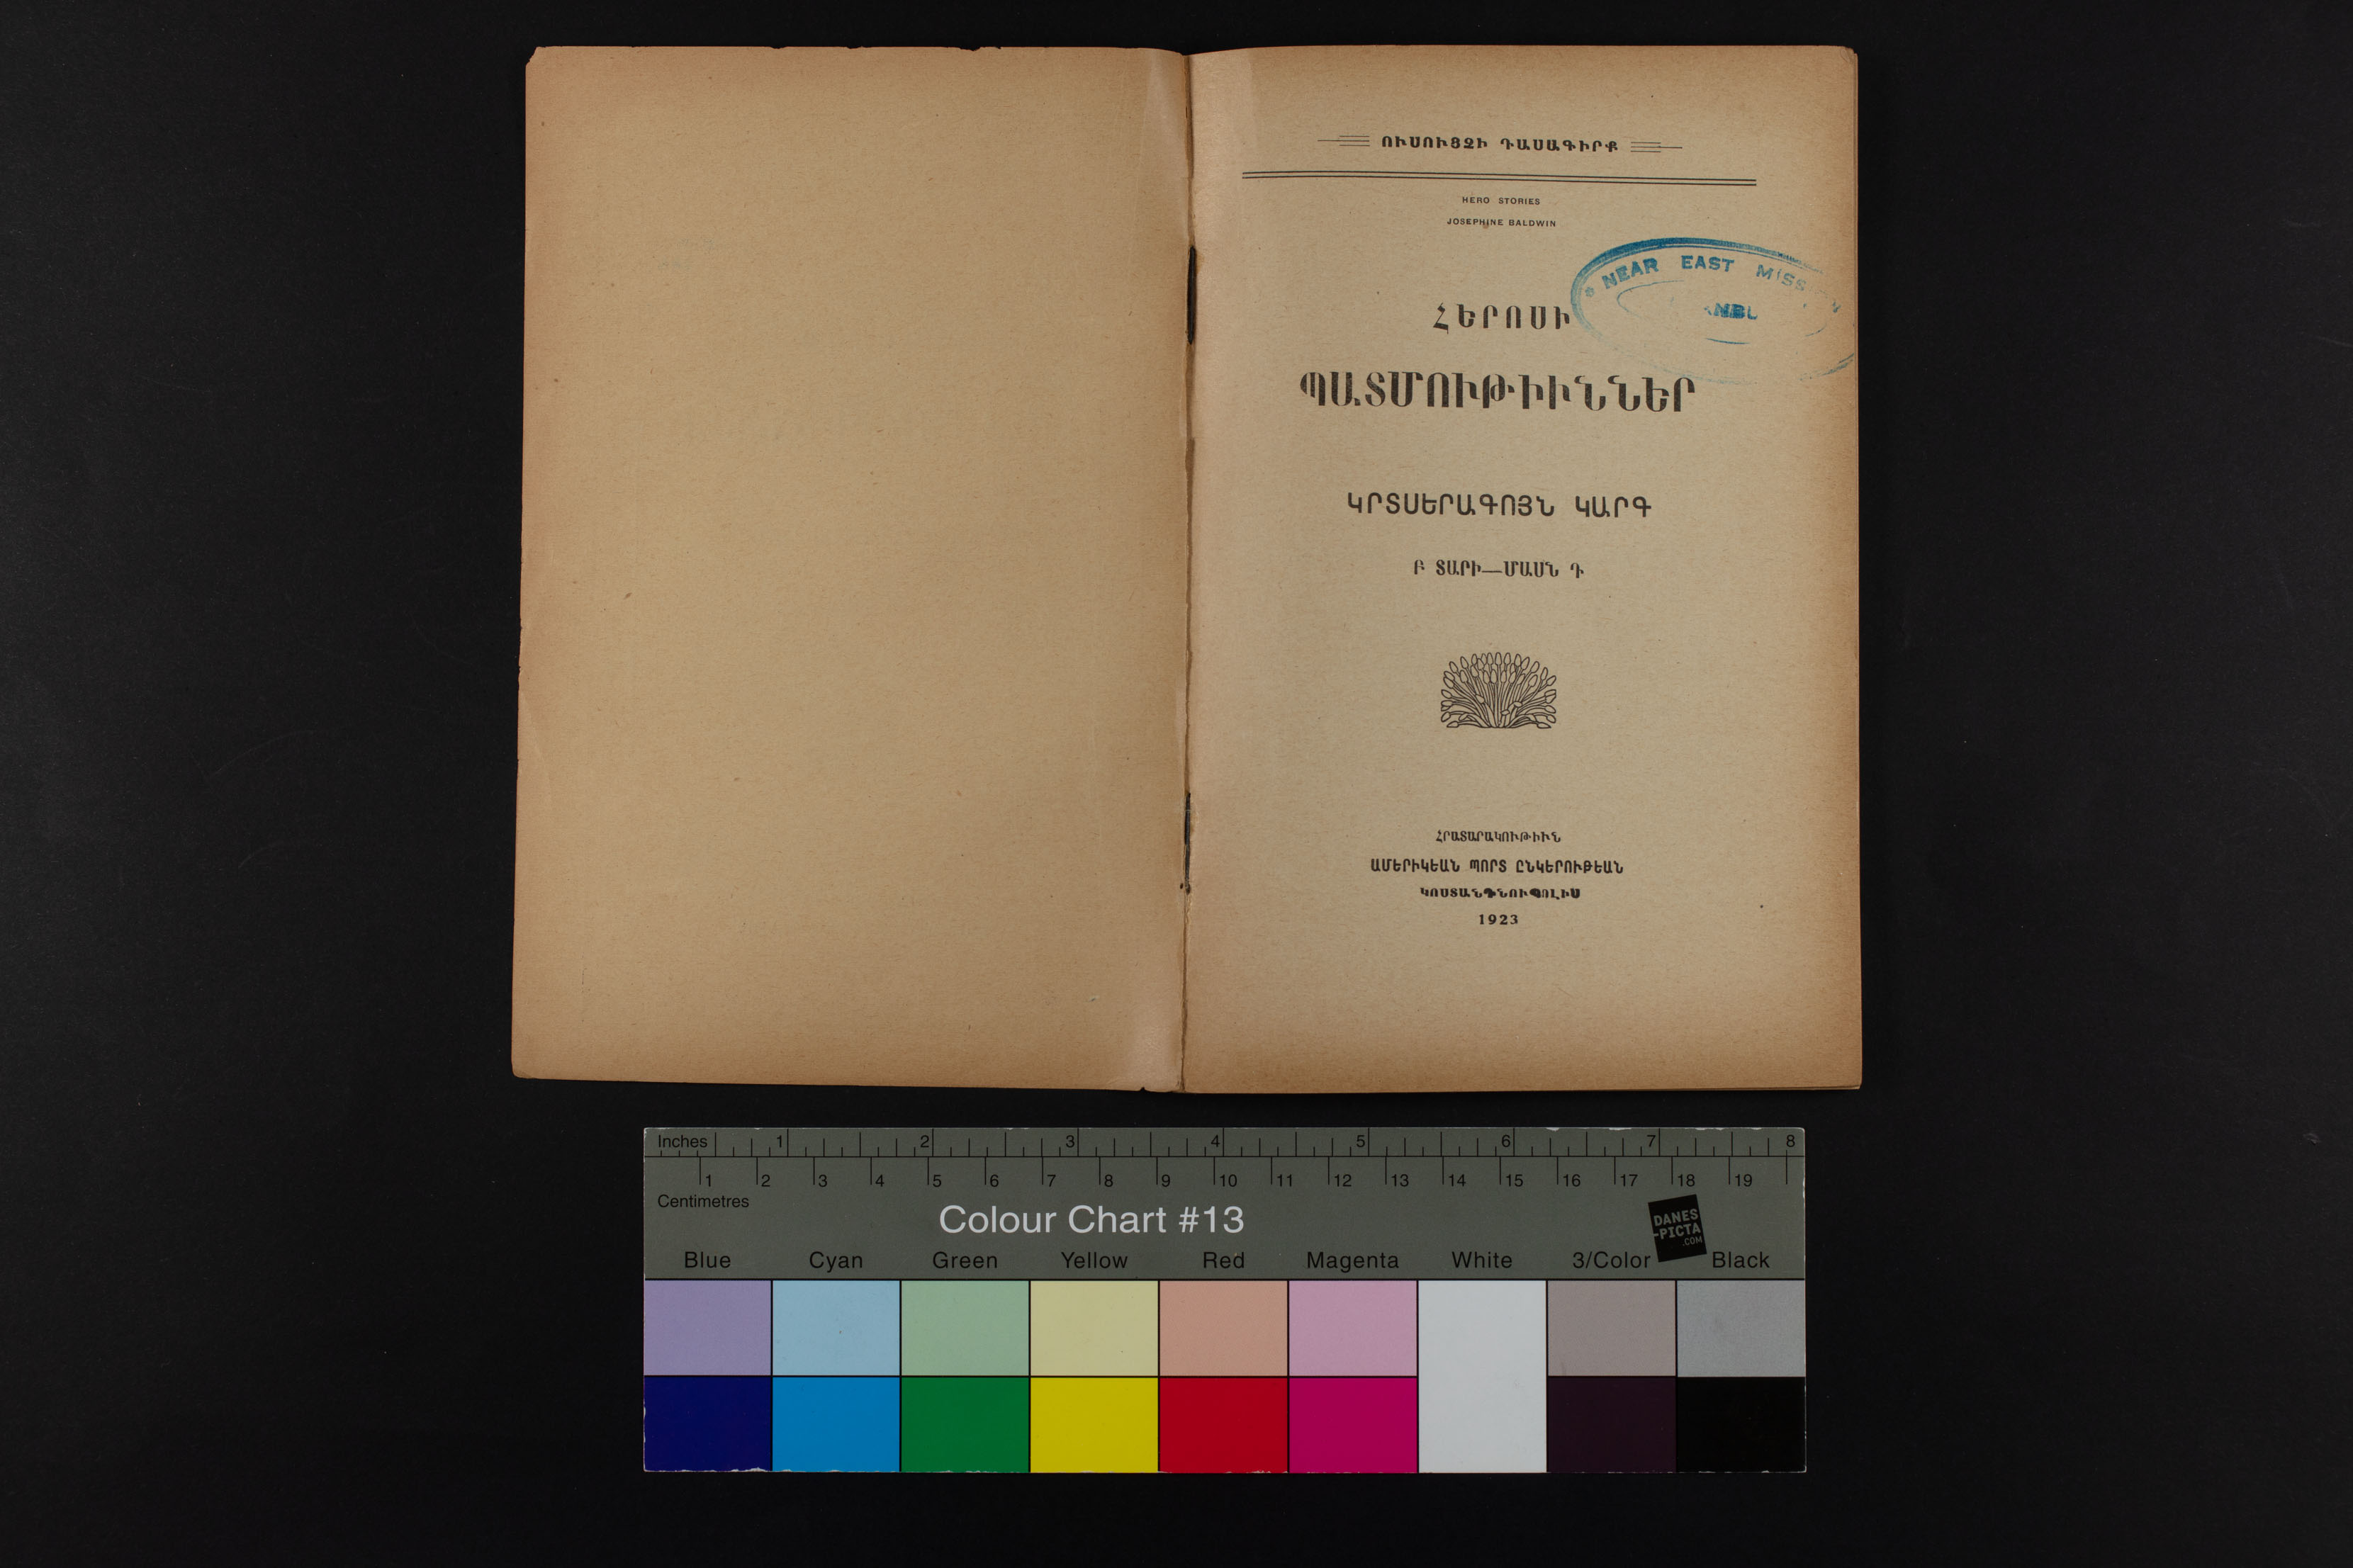 ՈՒՍՈՒՑՉԻ ԴԱՍԱԳԻՐՔ
HERO STORIES
JOSEPHINE BALDWIN
NEAR EAST
ՀԵՐՈՍԻ
ՊԱՏՄՈՒԹԻՒՆՆԵՐ
ԿՐՏՍԵՐԱԳՈՅՆ ԿԱՐԳ
Բ ՏԱՐԻ—ՄԱՍՆ Դ
ՀՐԱՏԱՐԱԿՈՒԹԻՒՆ
ԱՄԵՐԻԿԵԱՆ ՊՈՐՏ ԸՆԿԵՐՈՒԹԵԱՆ
ԿՈՍՏԱՆԴՆՈՒՊՈԼԻՍ
1923
Inches 1 2 3 4 5 6 7 8
1 2 3 4 5 6 7 8 9 10 11 12 13 14 15 16 17 18 19
Centimetres
Colour Chart #13
DANES
-PICTA
.COM
Blue Cyan Green Yellow Red Magenta White 3/Color Black